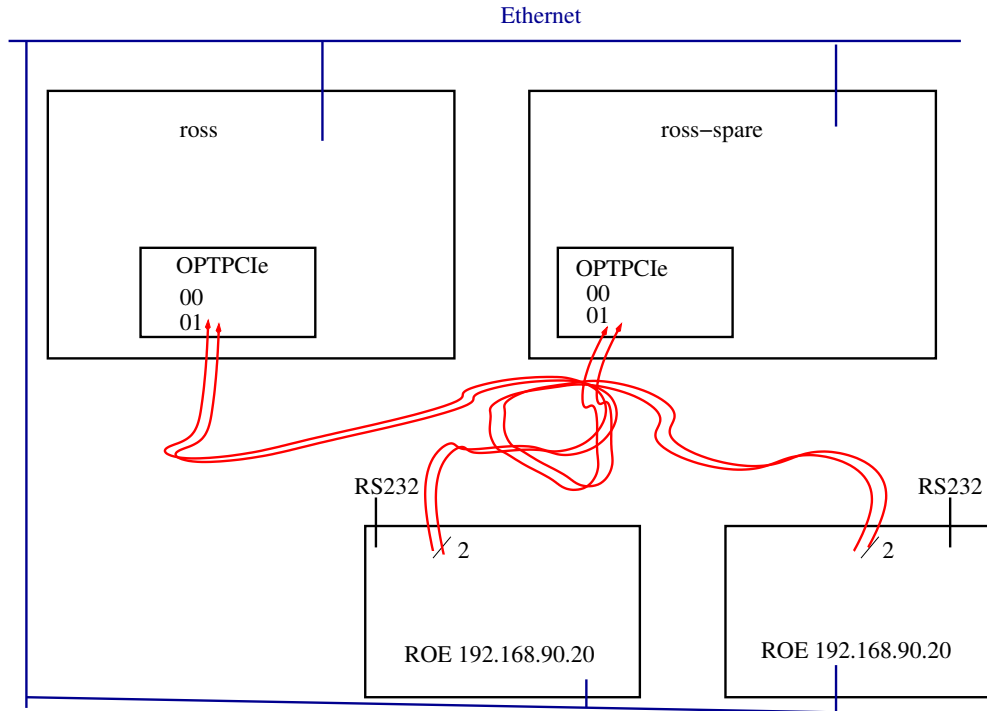 Ethernet
ross
ross−spare
OPTPCIe
00
01
OPTPCIe
00
01
RS232
RS232
2
2
ROE 192.168.90.20
ROE 192.168.90.20